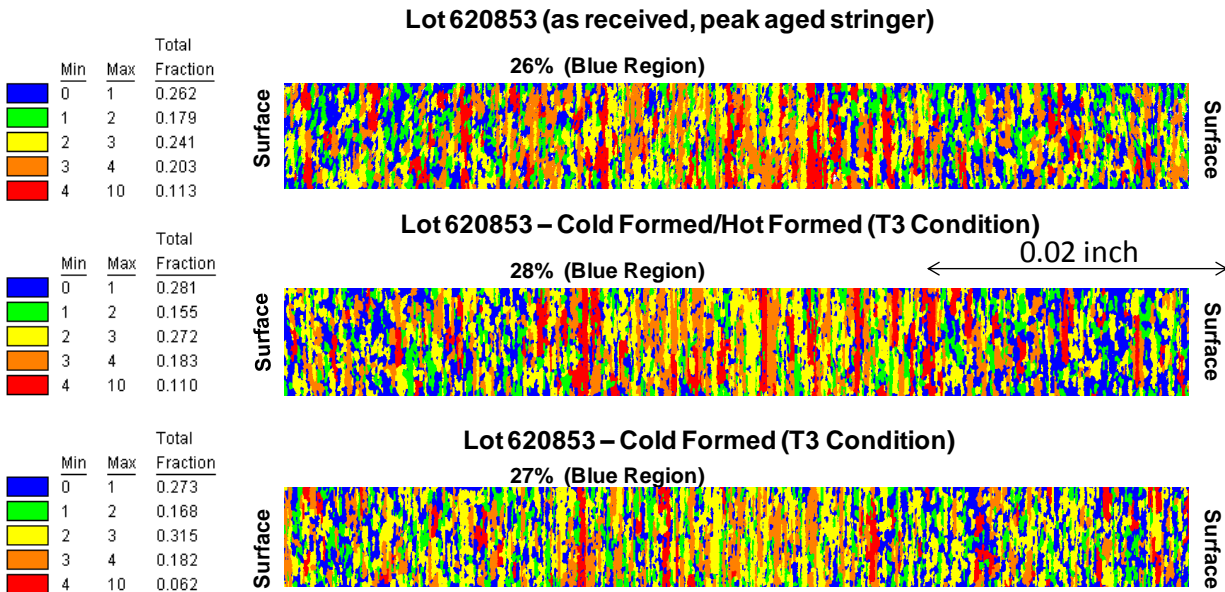 Lot 620853 (as received, peak aged stringer)
Total
Min Max Fraction
0 1 0.262
1 2 0.179
2 3 0.241
3 4 0.203
4 10 0.113
26% (Blue Region)
Surface
Surface
Lot 620853 – Cold Formed/Hot Formed (T3 Condition)
Total
Min Max Fraction
0 1 0.281
1 2 0.155
2 3 0.272
3 4 0.183
4 10 0.110
28% (Blue Region)
0.02 inch
Surface
Surface
Lot 620853 – Cold Formed (T3 Condition)
Total
Min Max Fraction
0 1 0.273
1 2 0.168
2 3 0.315
3 4 0.182
4 10 0.062
27% (Blue Region)
Surface
Surface